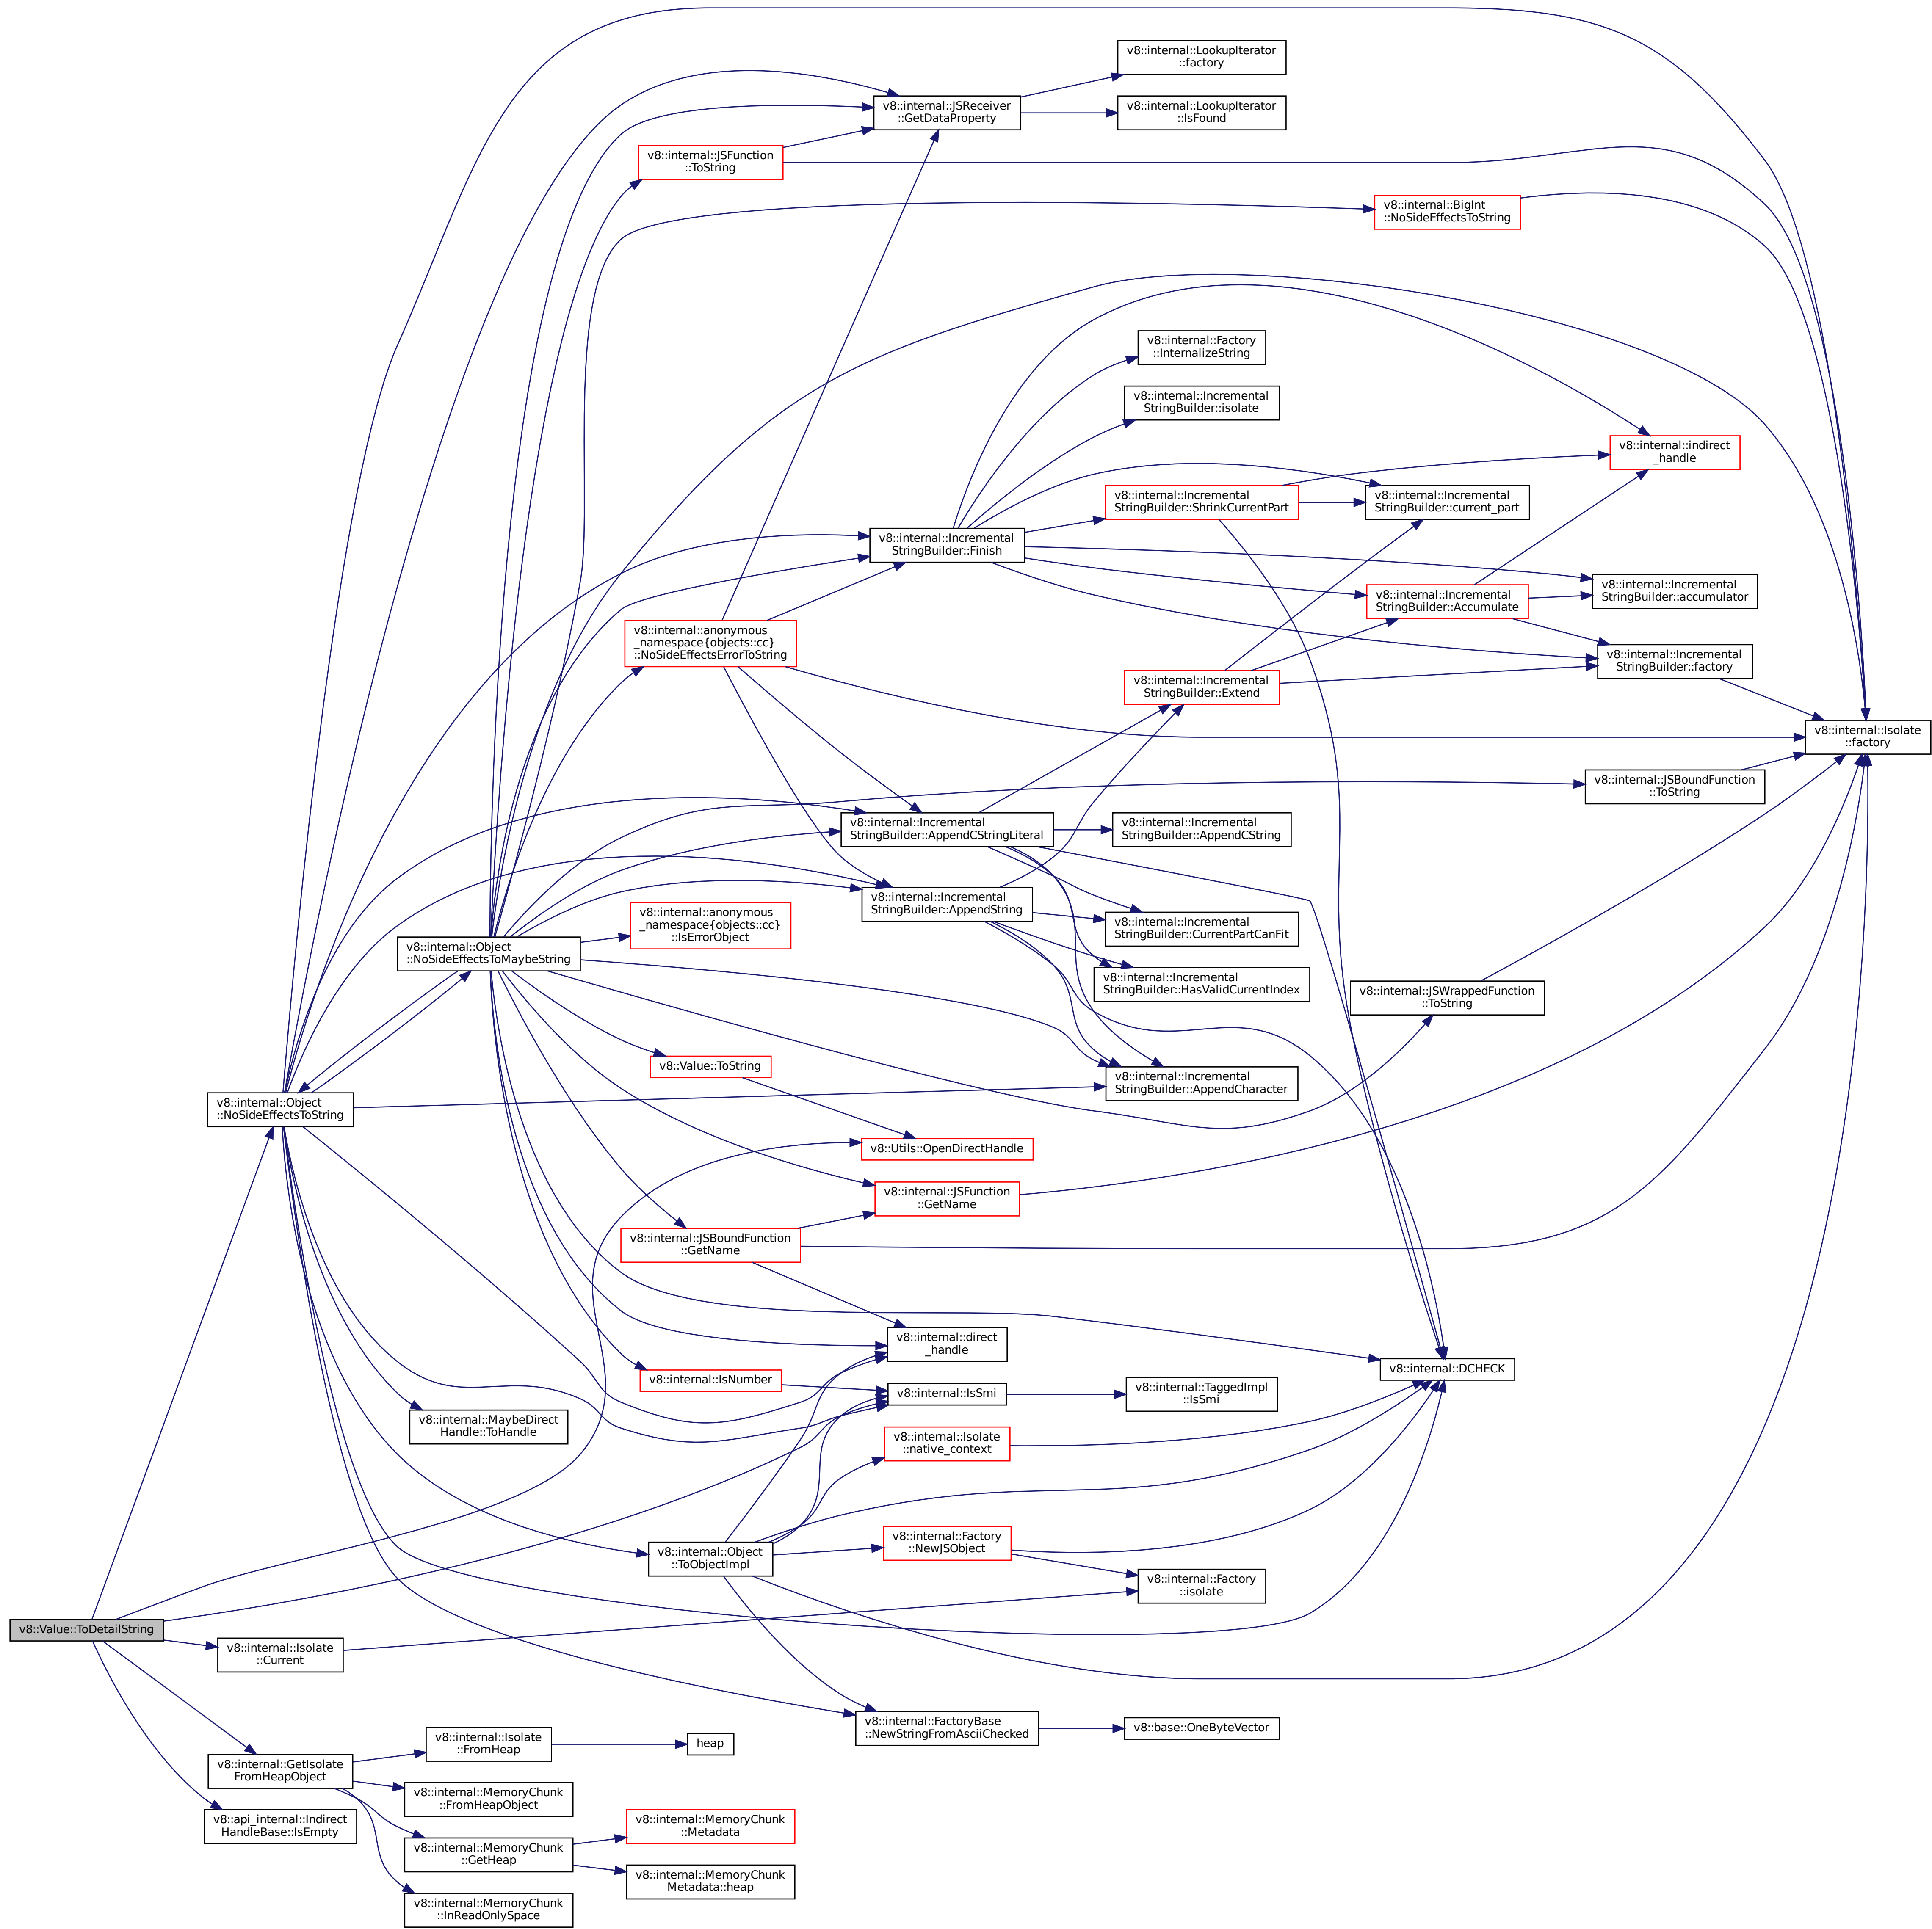 v8::internal::LookupIterator
::factory
v8::internal::JSReceiver
::GetDataProperty
v8::internal::LookupIterator
::IsFound
v8::internal::JSFunction
::ToString
v8::internal::BigInt
::NoSideEffectsToString
v8::internal::Factory
::InternalizeString
v8::internal::Incremental
StringBuilder::isolate
v8::internal::indirect
_handle
v8::internal::Incremental
StringBuilder::ShrinkCurrentPart
v8::internal::Incremental
StringBuilder::current_part
v8::internal::Incremental
StringBuilder::Finish
v8::internal::Incremental
StringBuilder::Accumulate
v8::internal::Incremental
StringBuilder::accumulator
v8::internal::anonymous
_namespace{objects::cc}
::NoSideEffectsErrorToString
v8::internal::Incremental
StringBuilder::factory
v8::internal::Incremental
StringBuilder::Extend
v8::internal::Isolate
::factory
v8::internal::JSBoundFunction
::ToString
v8::internal::Incremental
StringBuilder::AppendCStringLiteral
v8::internal::Incremental
StringBuilder::AppendCString
v8::internal::Incremental
StringBuilder::AppendString
v8::internal::anonymous
_namespace{objects::cc}
::IsErrorObject
v8::internal::Incremental
StringBuilder::CurrentPartCanFit
v8::internal::Object
::NoSideEffectsToMaybeString
v8::internal::Incremental
StringBuilder::HasValidCurrentIndex
v8::internal::JSWrappedFunction
::ToString
v8::Value::ToString
v8::internal::Incremental
StringBuilder::AppendCharacter
v8::internal::Object
::NoSideEffectsToString
v8::Utils::OpenDirectHandle
v8::internal::JSFunction
::GetName
v8::internal::JSBoundFunction
::GetName
v8::internal::direct
_handle
v8::internal::DCHECK
v8::internal::IsNumber
v8::internal::IsSmi
v8::internal::TaggedImpl
::IsSmi
v8::internal::MaybeDirect
Handle::ToHandle
v8::internal::Isolate
::native_context
v8::internal::Object
::ToObjectImpl
v8::internal::Factory
::NewJSObject
v8::internal::Factory
::isolate
v8::Value::ToDetailString
v8::internal::Isolate
::Current
v8::internal::FactoryBase
::NewStringFromAsciiChecked
v8::base::OneByteVector
v8::internal::Isolate
::FromHeap
heap
v8::internal::GetIsolate
FromHeapObject
v8::internal::MemoryChunk
::FromHeapObject
v8::api_internal::Indirect
HandleBase::IsEmpty
v8::internal::MemoryChunk
::Metadata
v8::internal::MemoryChunk
::GetHeap
v8::internal::MemoryChunk
Metadata::heap
v8::internal::MemoryChunk
::InReadOnlySpace